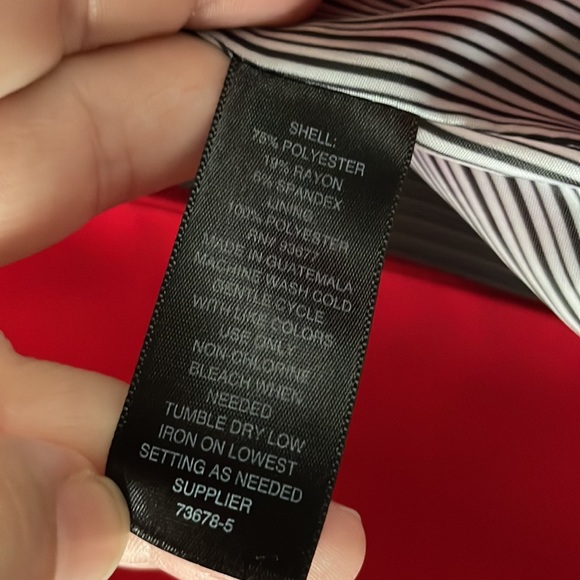 SHELL:
75% POLYESTER
19% RAYON
6% SPANDEX
LINING:
100% POLYESTER
RN# 93677
MADE IN GUATEMALA
MACHINE WASH COLD
GENTLE CYCLE
WITH LIKE COLORS
USE ONLY
NON-CHLORINE
BLEACH WHEN
NEEDED
TUMBLE DRY LOW
IRON ON LOWEST
SETTING AS NEEDED
SUPPLIER
73678-5